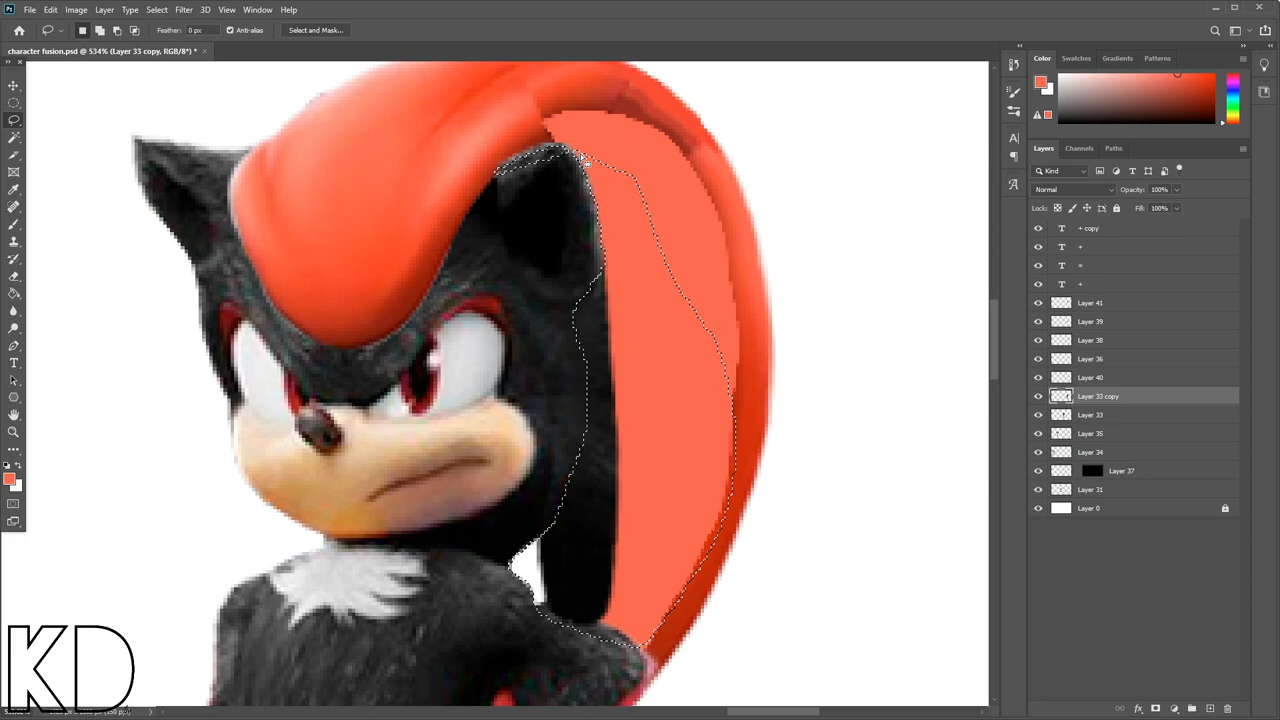 Ps File Edit Image Layer Type Select Filter 3D View Window Help
Feather: 0 px Anti-alias Select and Mask...
character fusion.psd @ 534% (Layer 33 copy, RGB/8*) * ×
Color Swatches Gradients Patterns
Layers Channels Paths
Kind
Normal Opacity: 100%
Lock: Fill: 100%
T + copy
T +
T =
T +
Layer 41
Layer 39
Layer 38
Layer 36
Layer 40
Layer 33 copy
Layer 33
Layer 35
Layer 34
Layer 37
Layer 31
Layer 0
KD